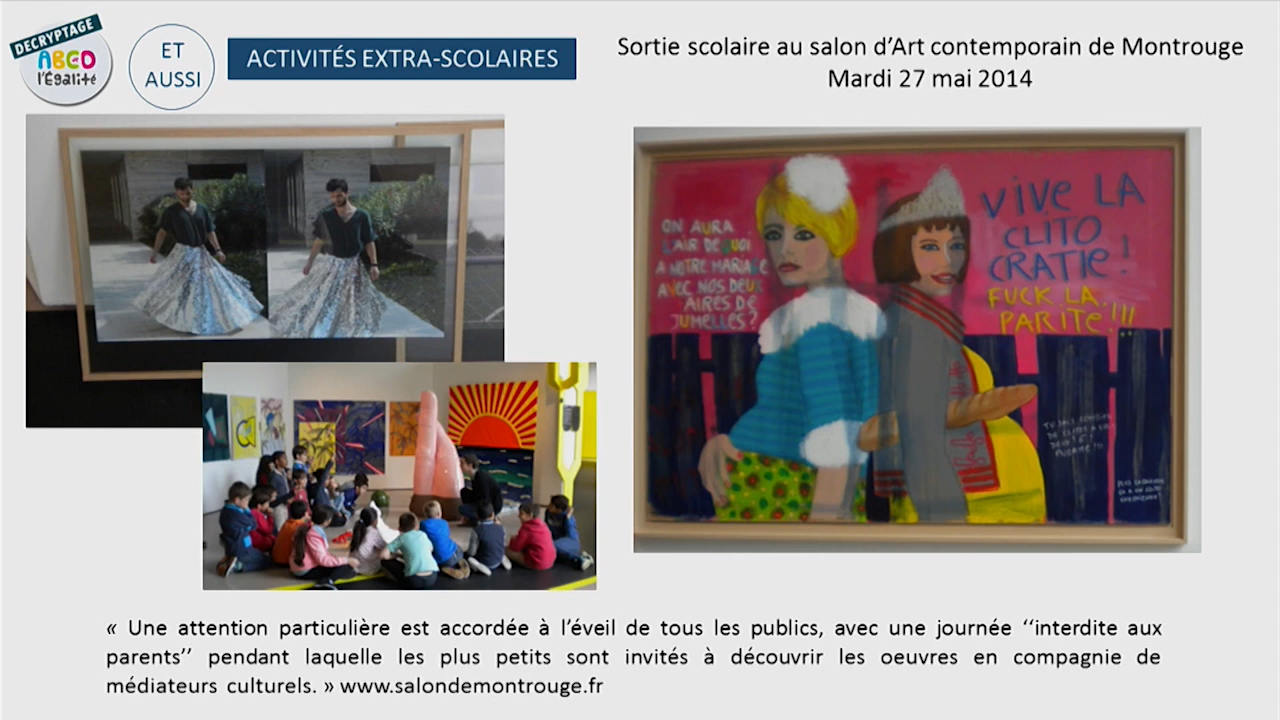 DECRYPTAGE
ABCD
l'Égalité
ET
AUSSI
ACTIVITÉS EXTRA-SCOLAIRES
Sortie scolaire au salon d’Art contemporain de Montrouge
Mardi 27 mai 2014
ON AURA
L'AIR DE QUOI
A NOTRE MARIAGE
AVEC NOS DEUX
AIRES DE
JUMELLES?
VIVE LA
CLITO
CRATIE!
FUCK LA
PARITE!!!
« Une attention particulière est accordée à l’éveil de tous les publics, avec une journée ‘‘interdite aux
parents’’ pendant laquelle les plus petits sont invités à découvrir les oeuvres en compagnie de
médiateurs culturels. » www.salondemontrouge.fr